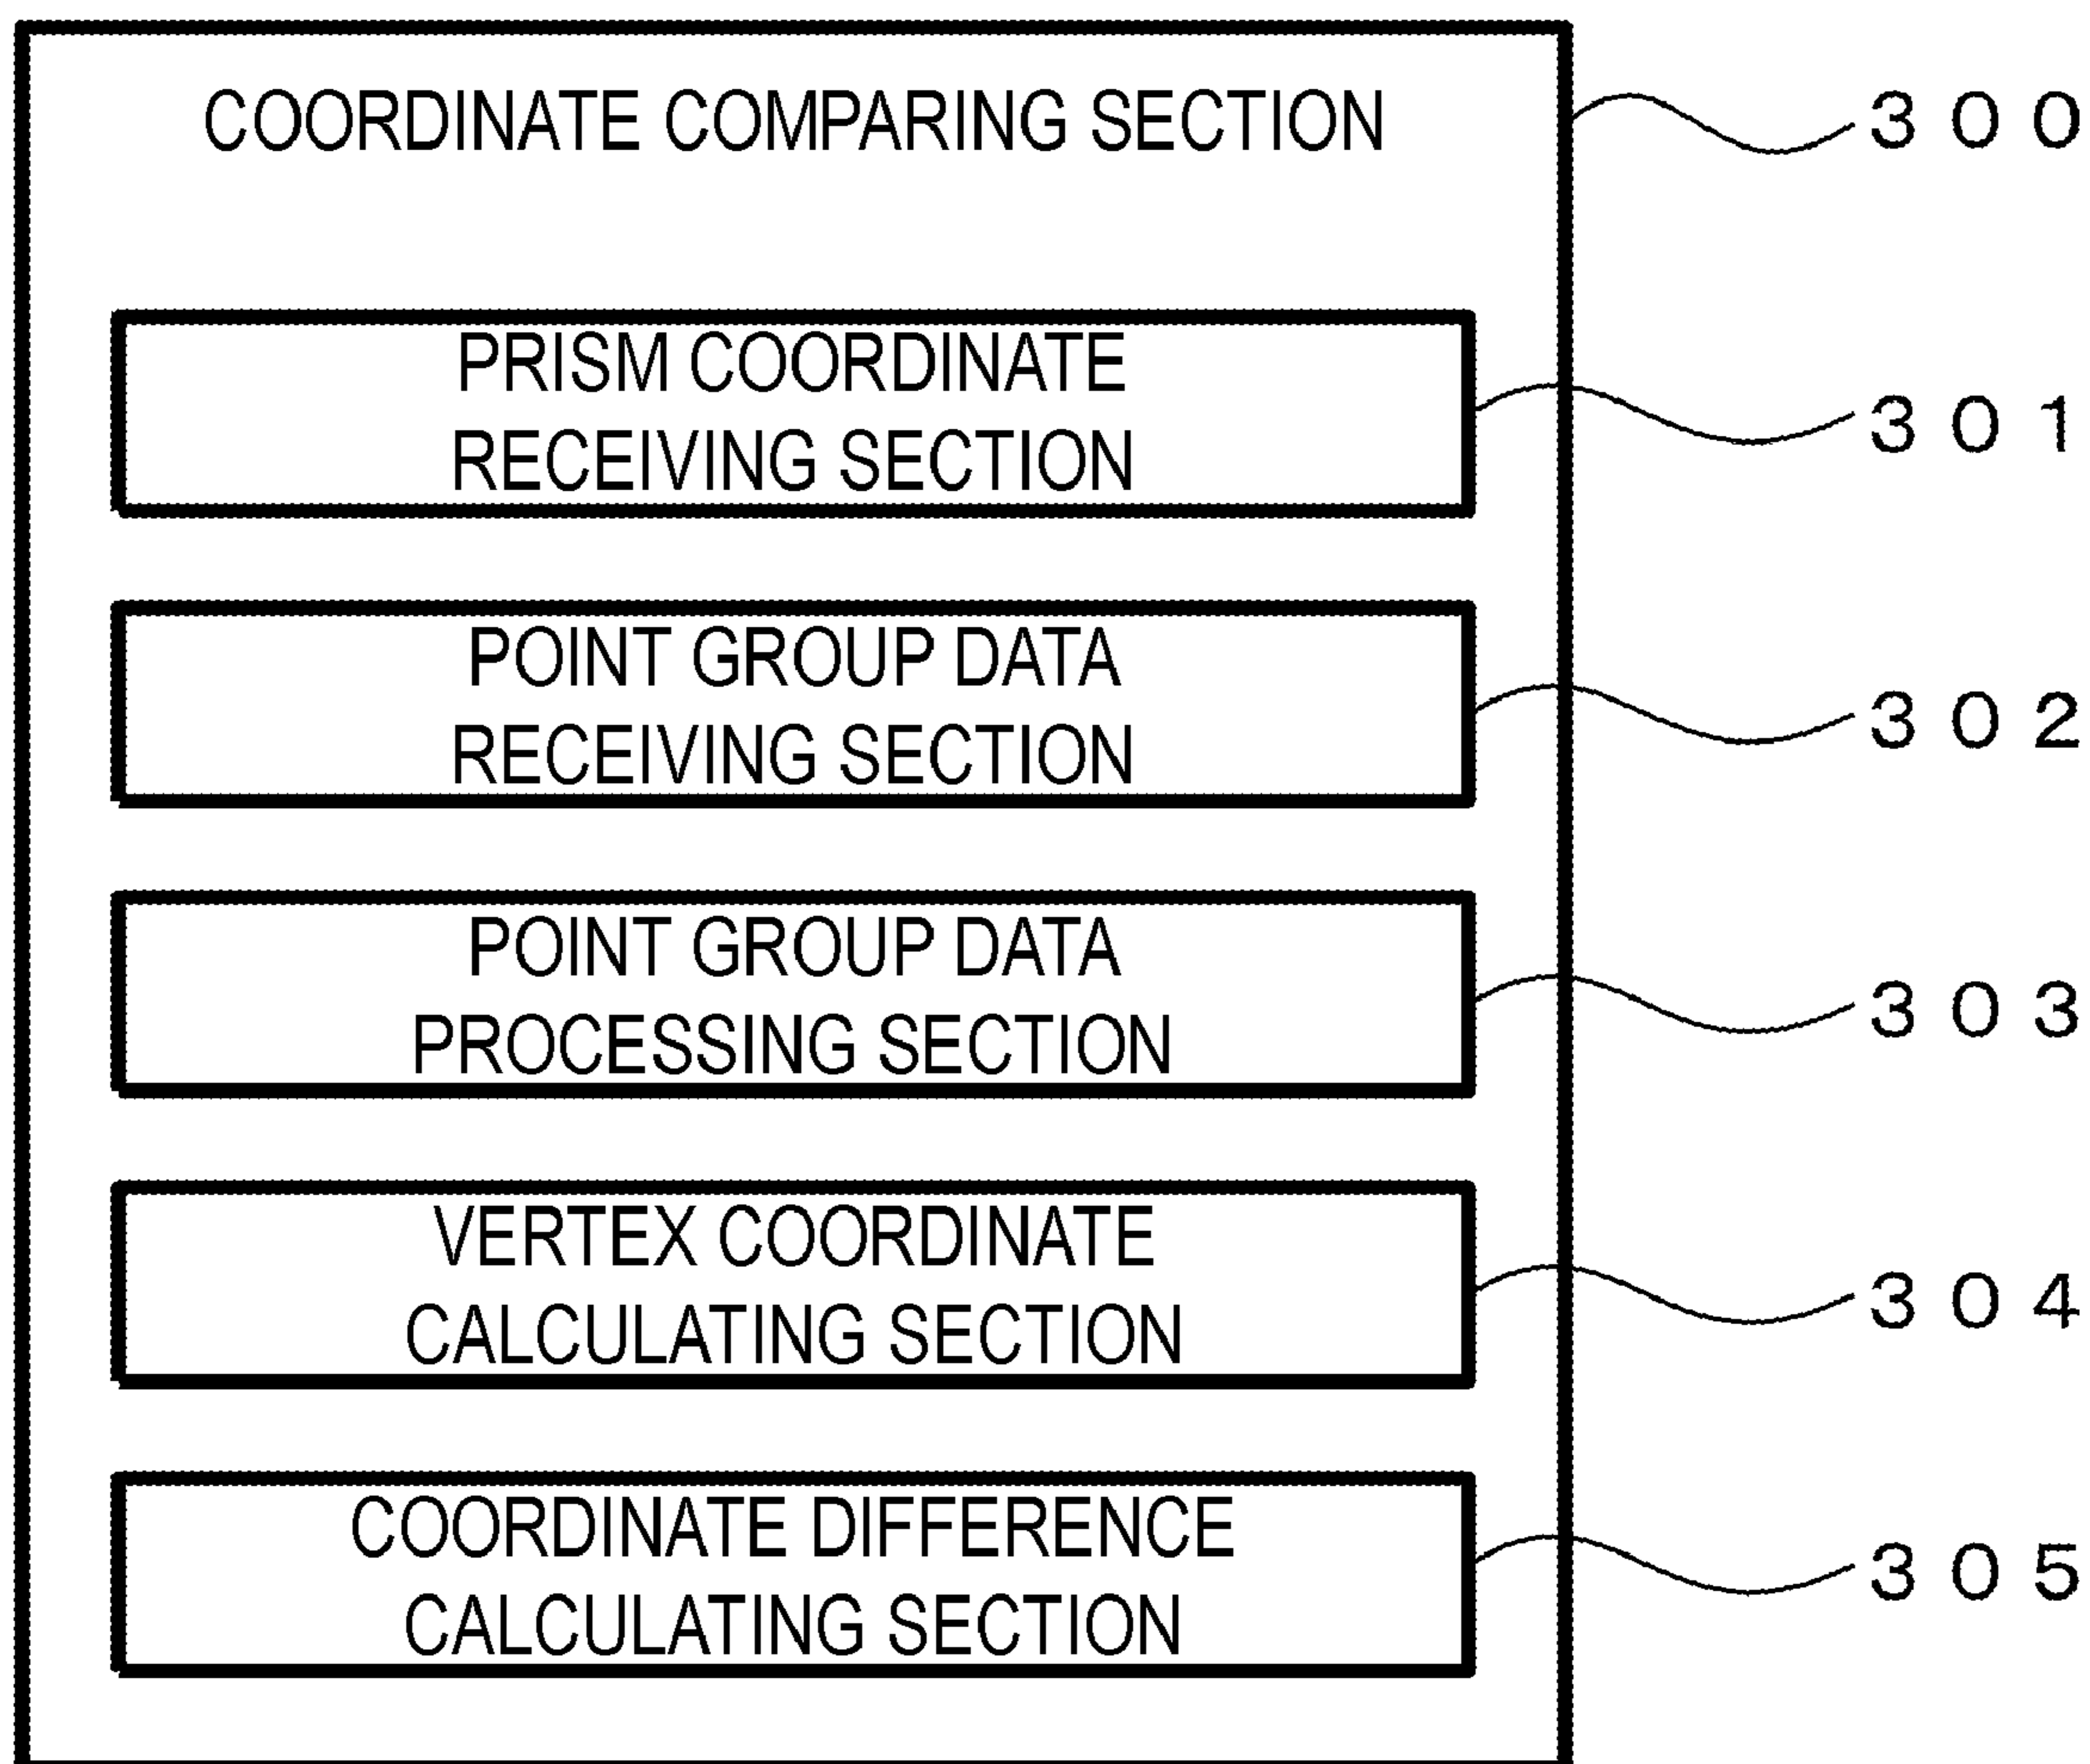 COORDINATE COMPARING SECTION
300
PRISM COORDINATE
RECEIVING SECTION
301
POINT GROUP DATA
RECEIVING SECTION
302
POINT GROUP DATA
PROCESSING SECTION
303
VERTEX COORDINATE
CALCULATING SECTION
304
COORDINATE DIFFERENCE
CALCULATING SECTION
305